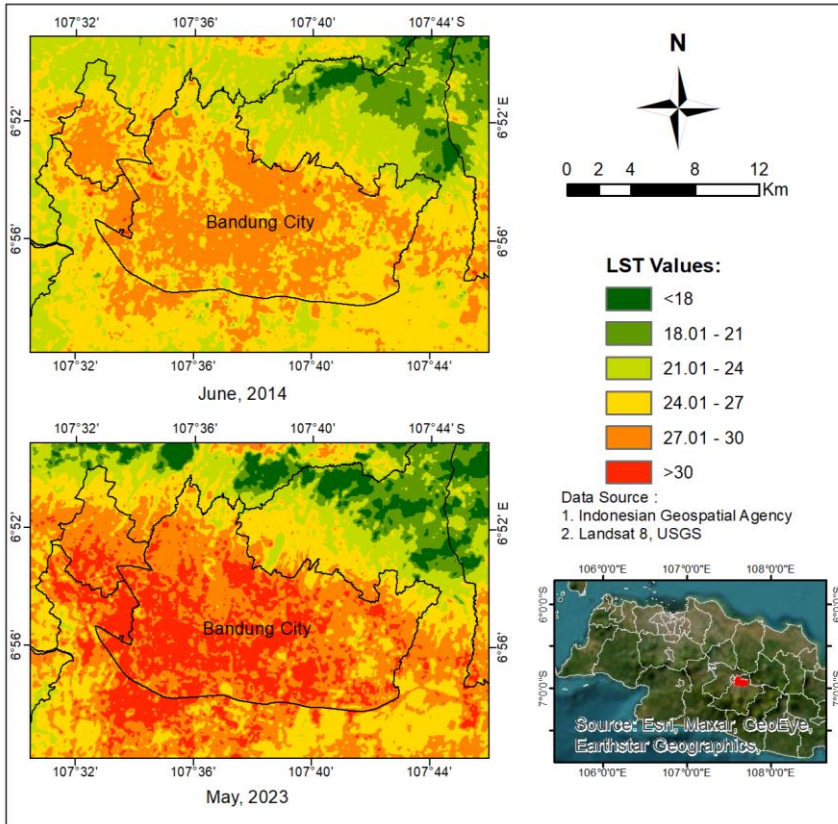 107°32' 107°36' 107°40' 107°44' S
6°52' 6°52' E
Bandung City
6°56' 6°56'
107°32' 107°36' 107°40' 107°44'
June, 2014
107°32' 107°36' 107°40' 107°44' S
6°52' 6°52' E
Bandung City
6°56' 6°56'
107°32' 107°36' 107°40' 107°44'
May, 2023
N
0 2 4 8 12
Km
LST Values:
<18
18.01 - 21
21.01 - 24
24.01 - 27
27.01 - 30
>30
Data Source :
1. Indonesian Geospatial Agency
2. Landsat 8, USGS
106°0'0"E 107°0'0"E 108°0'0"E
6°0'0"S 6°0'0"S
7°0'0"S 7°0'0"S
Source: Esri, Maxar, GeoEye,
Earthstar Geographics,
106°0'0"E 107°0'0"E 108°0'0"E